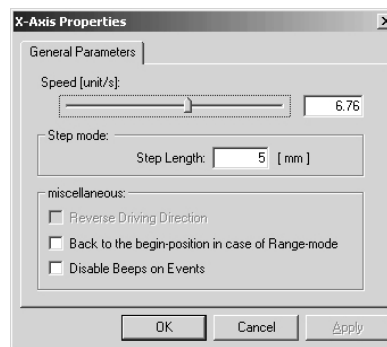 X-Axis Properties
General Parameters
Speed [unit/s]:
6.76
Step mode:
Step Length: 5 [ mm ]
miscellaneous:
Reverse Driving Direction
Back to the begin-position in case of Range-mode
Disable Beeps on Events
OK Cancel Apply